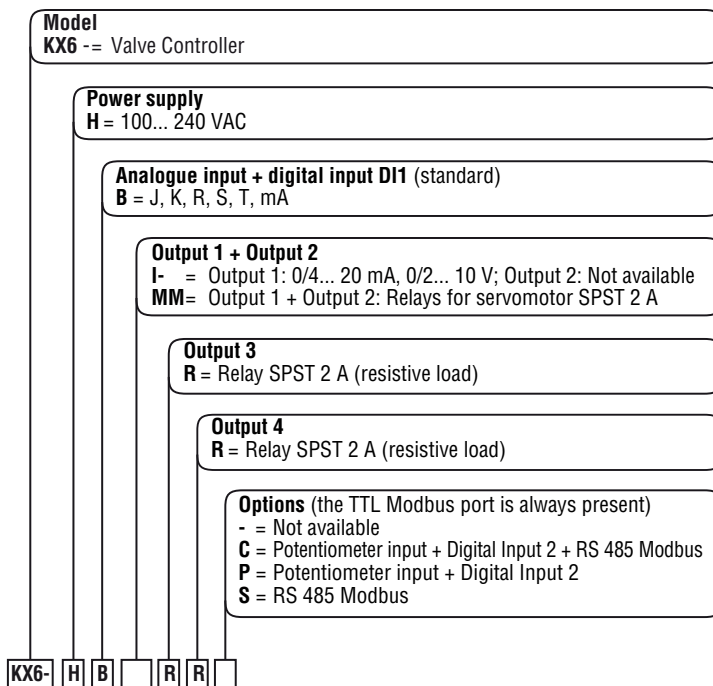 Model
KX6 -= Valve Controller
Power supply
H = 100... 240 VAC
Analogue input + digital input DI1 (standard)
B = J, K, R, S, T, mA
Output 1 + Output 2
I- = Output 1: 0/4... 20 mA, 0/2... 10 V; Output 2: Not available
MM= Output 1 + Output 2: Relays for servomotor SPST 2 A
Output 3
R = Relay SPST 2 A (resistive load)
Output 4
R = Relay SPST 2 A (resistive load)
Options (the TTL Modbus port is always present)
- = Not available
C = Potentiometer input + Digital Input 2 + RS 485 Modbus
P = Potentiometer input + Digital Input 2
S = RS 485 Modbus
KX6- H B R R